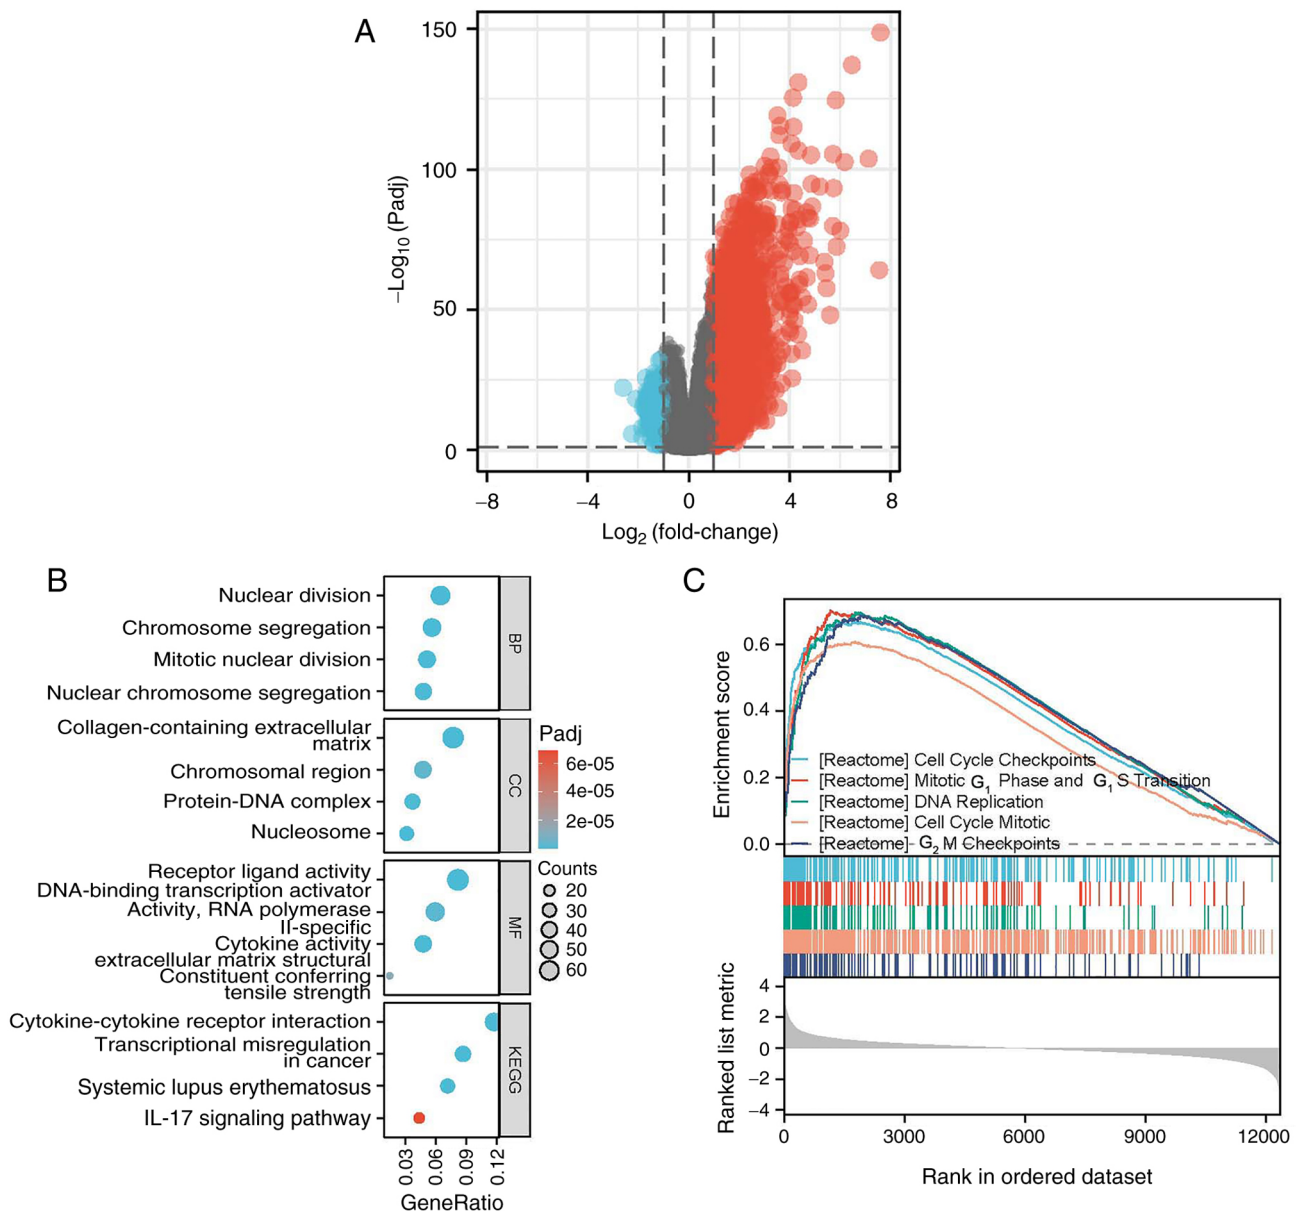 A
150
100
50
0
−Log10 (Padj)
−8
−4
0
4
8
Log2 (fold-change)
B
Nuclear division
Chromosome segregation
Mitotic nuclear division
Nuclear chromosome segregation
BP
Collagen-containing extracellular
matrix
Chromosomal region
Protein-DNA complex
Nucleosome
CC
Receptor ligand activity
DNA-binding transcription activator
Activity, RNA polymerase
II-specific
Cytokine activity
extracellular matrix structural
Constituent conferring
tensile strength
MF
Cytokine-cytokine receptor interaction
Transcriptional misregulation
in cancer
Systemic lupus erythematosus
IL-17 signaling pathway
KEGG
0.03
0.06
0.09
0.12
GeneRatio
Padj
6e-05
4e-05
2e-05
Counts
20
30
40
50
60
C
0.6
0.4
0.2
0.0
Enrichment score
[Reactome] Cell Cycle Checkpoints
[Reactome] Mitotic G1 Phase and G1 S Transition
[Reactome] DNA Replication
[Reactome] Cell Cycle Mitotic
[Reactome] G2 M Checkpoints
4
2
0
−2
−4
Ranked list metric
0
3000
6000
9000
12000
Rank in ordered dataset